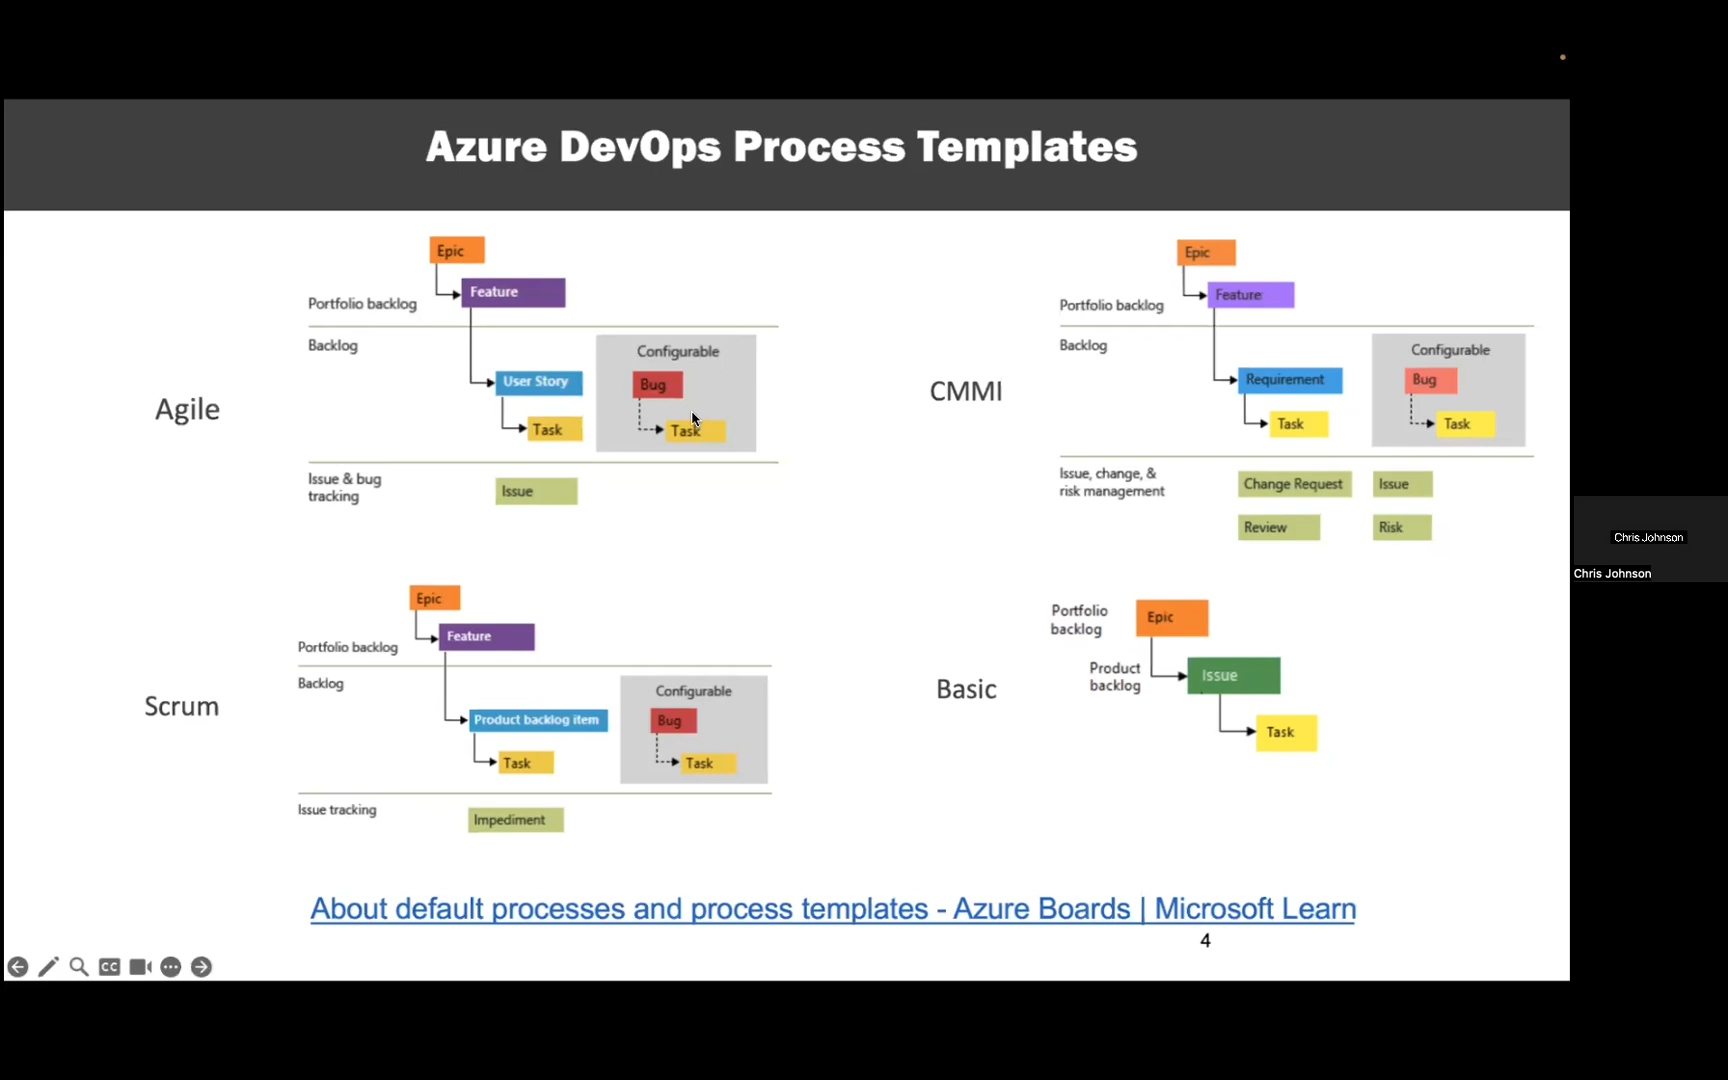 Azure DevOps Process Templates
Agile
Epic
Feature
Portfolio backlog
Backlog
User Story
Task
Configurable
Bug
Task
Issue & bug
tracking
Issue
CMMI
Epic
Feature
Portfolio backlog
Backlog
Requirement
Task
Configurable
Bug
Task
Issue, change, &
risk management
Change Request
Issue
Review
Risk
Scrum
Epic
Feature
Portfolio backlog
Backlog
Product backlog item
Task
Configurable
Bug
Task
Issue tracking
Impediment
Basic
Portfolio
backlog
Epic
Product
backlog
Issue
Task
About default processes and process templates - Azure Boards | Microsoft Learn
4
CC
Chris Johnson
Chris Johnson